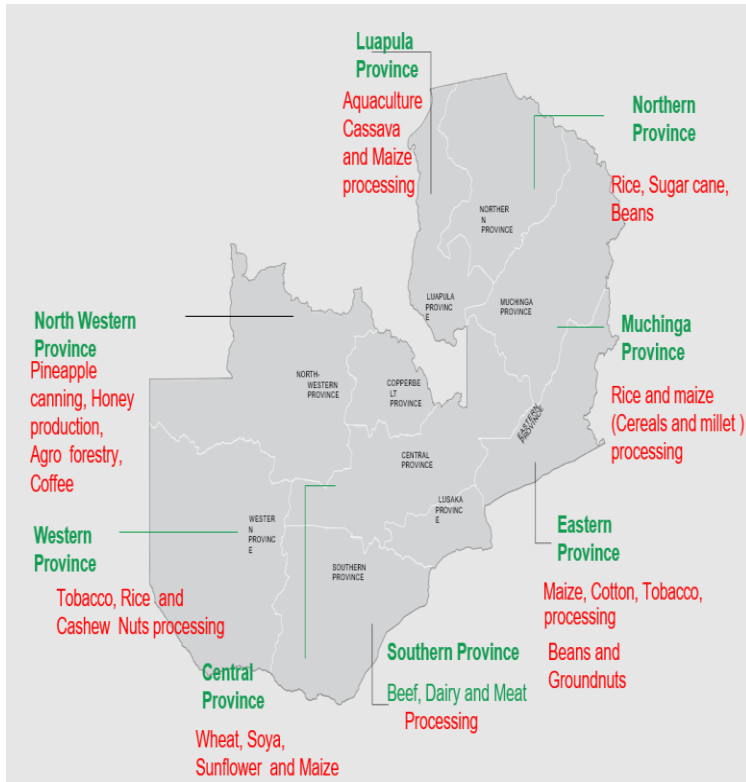 Luapula
Province
Aquaculture
Cassava
and Maize
processing
Northern
Province
Rice, Sugar cane,
Beans
NORTHER
N
PROVINCE
LUAPULA
PROVINC
E
MUCHINGA
PROVINCE
North Western
Province
Pineapple
canning, Honey
production,
Agro forestry,
Coffee
Muchinga
Province
Rice and maize
(Cereals and millet )
processing
NORTH-
WESTERN
PROVINCE
COPPERBE
LT PROVINCE
EASTERN
PROVINCE
CENTRAL
PROVINCE
LUSAKA
PROVINC
E
Western
Province
Tobacco, Rice and
Cashew Nuts processing
WESTER
N
PROVINC
E
SOUTHERN
PROVINCE
Eastern
Province
Maize, Cotton, Tobacco,
processing
Beans and
Groundnuts
Central
Province
Wheat, Soya,
Sunflower and Maize
Southern Province
Beef, Dairy and Meat
Processing